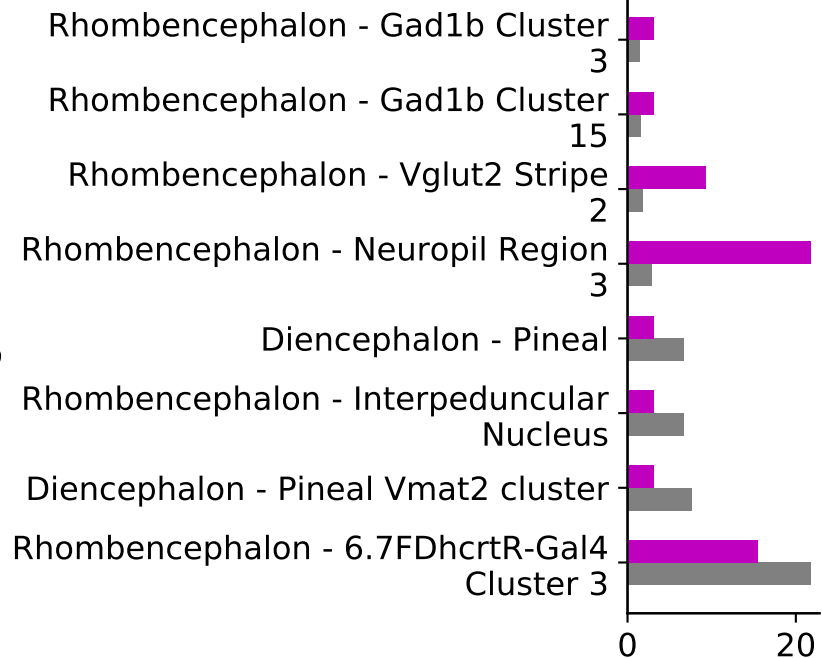 Rhombencephalon - Gad1b Cluster
3
Rhombencephalon - Gad1b Cluster
15
Rhombencephalon - Vglut2 Stripe
2
Rhombencephalon - Neuropil Region
3
Diencephalon - Pineal
Rhombencephalon - Interpeduncular
Nucleus
Diencephalon - Pineal Vmat2 cluster
Rhombencephalon - 6.7FDhcrtR-Gal4
Cluster 3
0 20